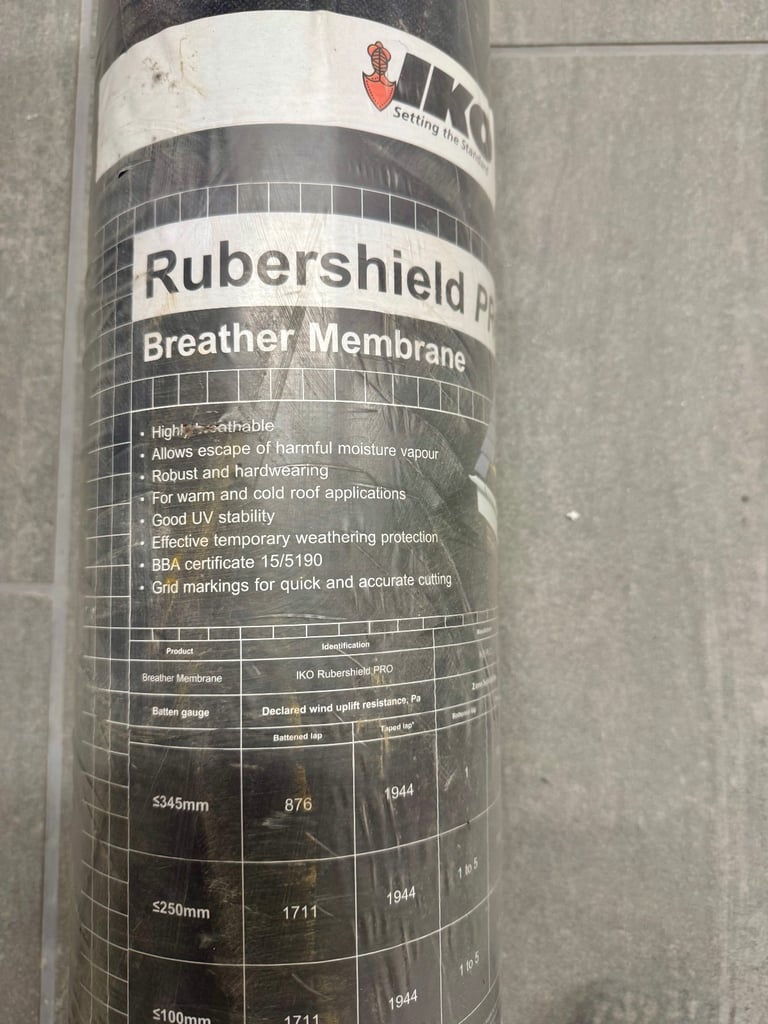 IKO
Setting the Standard
Rubershield
Breather Membrane
• Highly breathable
• Allows escape of harmful moisture vapour
• Robust and hardwearing
• For warm and cold roof applications
• Good UV stability
• Effective temporary weathering protection
• BBA certificate 15/5190
• Grid markings for quick and accurate cutting
Product Identification
Breather Membrane IKO Rubershield PRO
Batten gauge Declared wind uplift resistance, Pa
Battened lap Taped lap*
≤345mm 876 1944 1
≤250mm 1711 1944 1 to 5
≤100mm 1711 1944 1 to 5